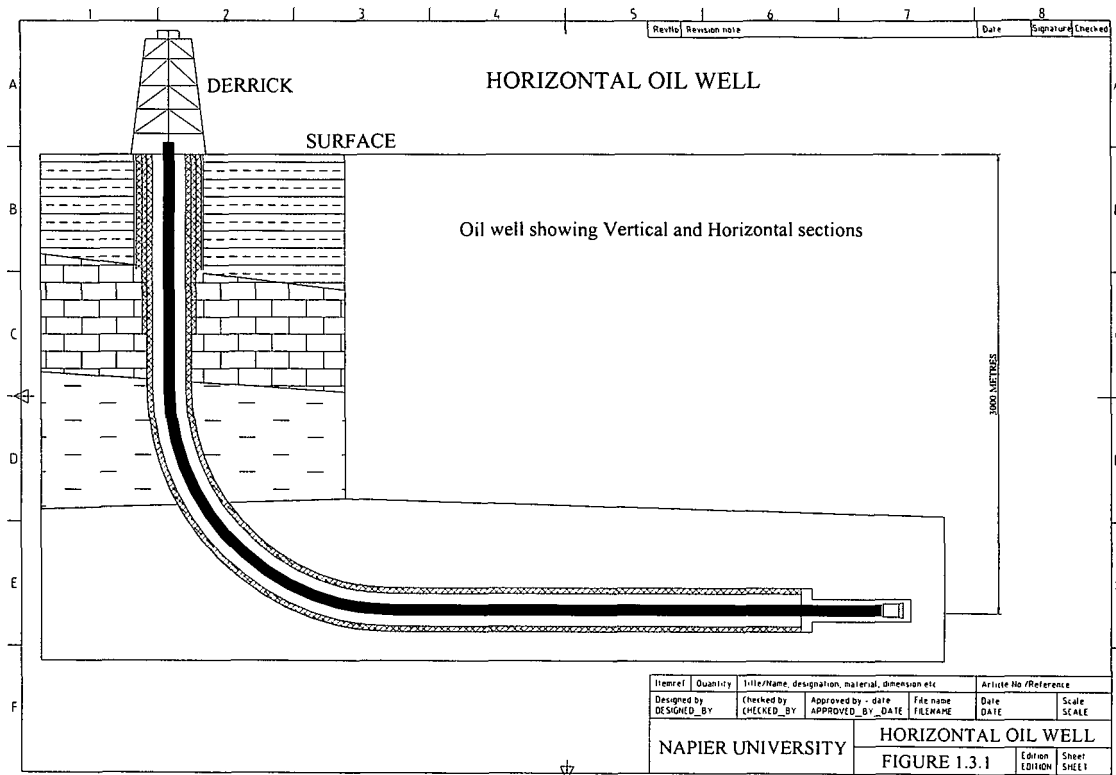 1 2 3 4 5 6 7 8
RevNo Revision note Date Signature Checked
A
HORIZONTAL OIL WELL
DERRICK
SURFACE
B
Oil well showing Vertical and Horizontal sections
C
3000 METRES
D
E
F
Itemref Quantity Title/Name, designation, material, dimension etc Article No /Reference
Designed by Checked by Approved by - date File name Date Scale
DESIGNED_BY CHECKED_BY APPROVED_BY_DATE FILENAME DATE SCALE
NAPIER UNIVERSITY
HORIZONTAL OIL WELL
FIGURE 1.3.1
Edition Sheet
EDITION SHEET